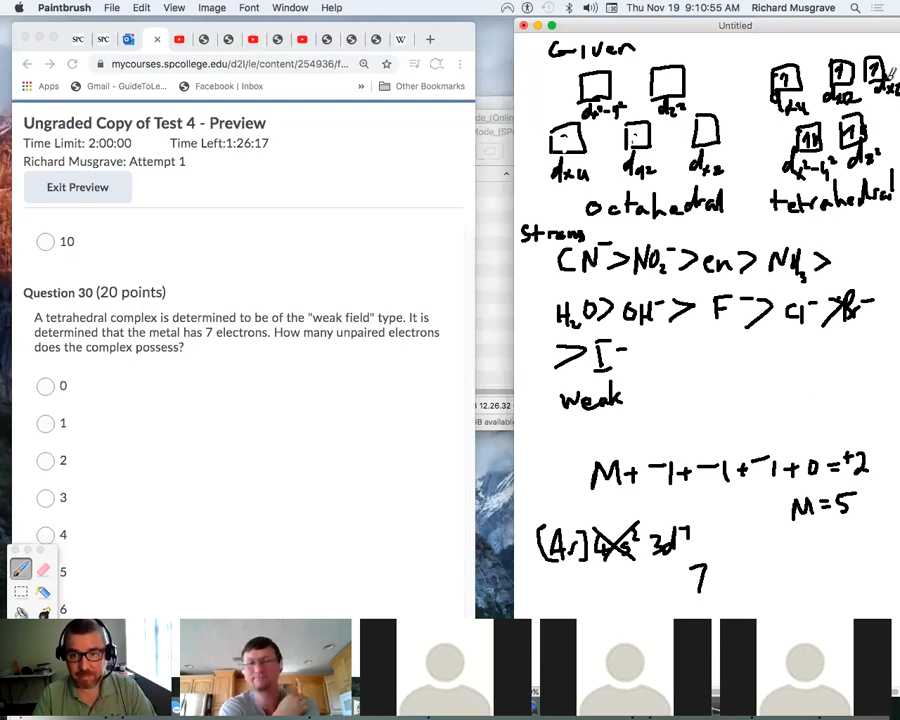 Paintbrush File Edit View Image Font Window Help
Thu Nov 19 9:10:55 Richard Musgrave
SPC SPC W
mycourses.spcollege.edu/d2l/le/content/254936/f...
Apps Gmail - GuideToLe... Facebook | Inbox » Other Bookmarks
Ungraded Copy of Test 4 - Preview
Time Limit: 2:00:00 Time Left:1:26:17
Richard Musgrave: Attempt 1
Exit Preview
10
Question 30 (20 points)
A tetrahedral complex is determined to be of the "weak field" type. It is
determined that the metal has 7 electrons. How many unpaired electrons
does the complex possess?
0
1
2
3
4
5
6
12.26.32
Untitled
Given
octahedral tetrahedral
Strong
CN⁻ > NO₂⁻ > en > NH₃ >
H₂O > OH⁻ > F⁻ > Cl⁻ > Br⁻
> I⁻
weak
M + -1 + -1 + -1 + 0 = +2
M = 5
[Ar] 4s² 3d⁷
7